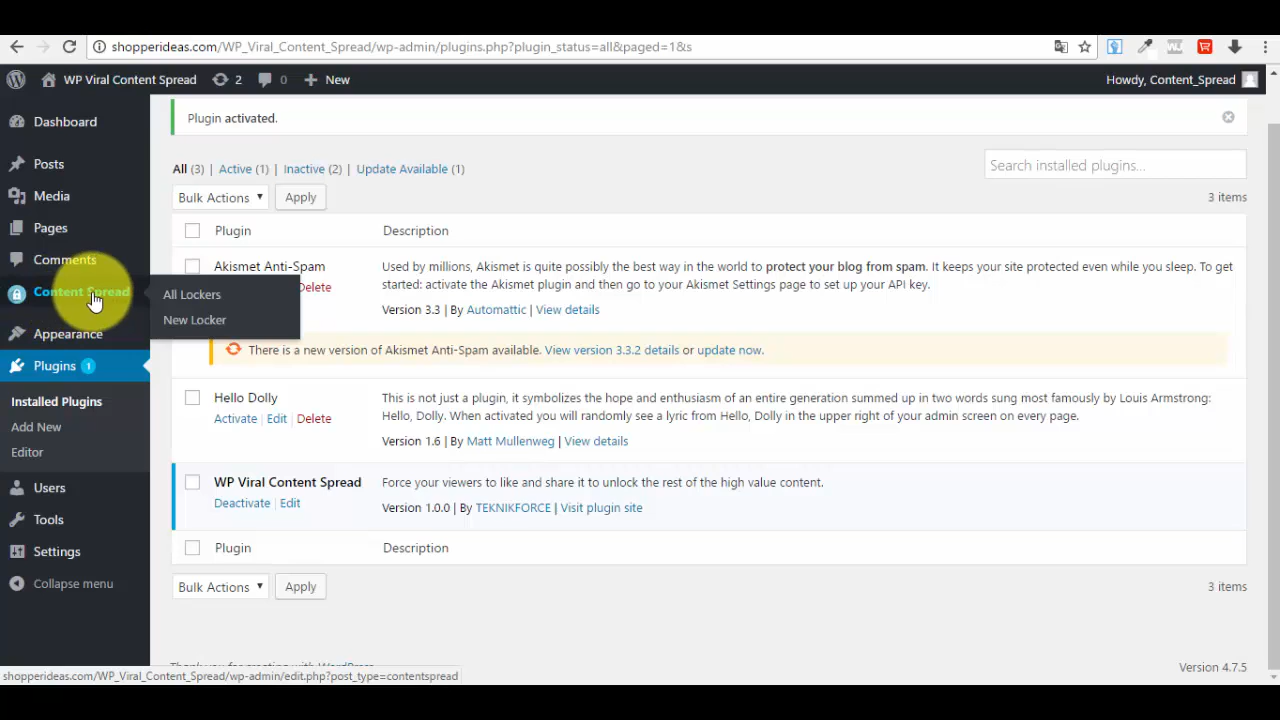 shopperideas.com/WP_Viral_Content_Spread/wp-admin/plugins.php?plugin_status=all&paged=1&s
WP Viral Content Spread 2 0 New Howdy, Content_Spread
Dashboard
Posts
Media
Pages
Comments
Content Spread
All Lockers
New Locker
Appearance
Plugins 1
Installed Plugins
Add New
Editor
Users
Tools
Settings
Collapse menu
Plugin activated.
All (3) | Active (1) | Inactive (2) | Update Available (1)
Search installed plugins...
Bulk Actions Apply 3 items
Plugin Description
Akismet Anti-Spam Used by millions, Akismet is quite possibly the best way in the world to protect your blog from spam. It keeps your site protected even while you sleep. To get
Delete started: activate the Akismet plugin and then go to your Akismet Settings page to set up your API key.
Version 3.3 | By Automattic | View details
There is a new version of Akismet Anti-Spam available. View version 3.3.2 details or update now.
Hello Dolly This is not just a plugin, it symbolizes the hope and enthusiasm of an entire generation summed up in two words sung most famously by Louis Armstrong:
Activate | Edit | Delete Hello, Dolly. When activated you will randomly see a lyric from Hello, Dolly in the upper right of your admin screen on every page.
Version 1.6 | By Matt Mullenweg | View details
WP Viral Content Spread Force your viewers to like and share it to unlock the rest of the high value content.
Deactivate | Edit Version 1.0.0 | By TEKNIKFORCE | Visit plugin site
Plugin Description
Bulk Actions Apply 3 items
Thank you for creating with WordPress. Version 4.7.5
shopperideas.com/WP_Viral_Content_Spread/wp-admin/edit.php?post_type=contentspread